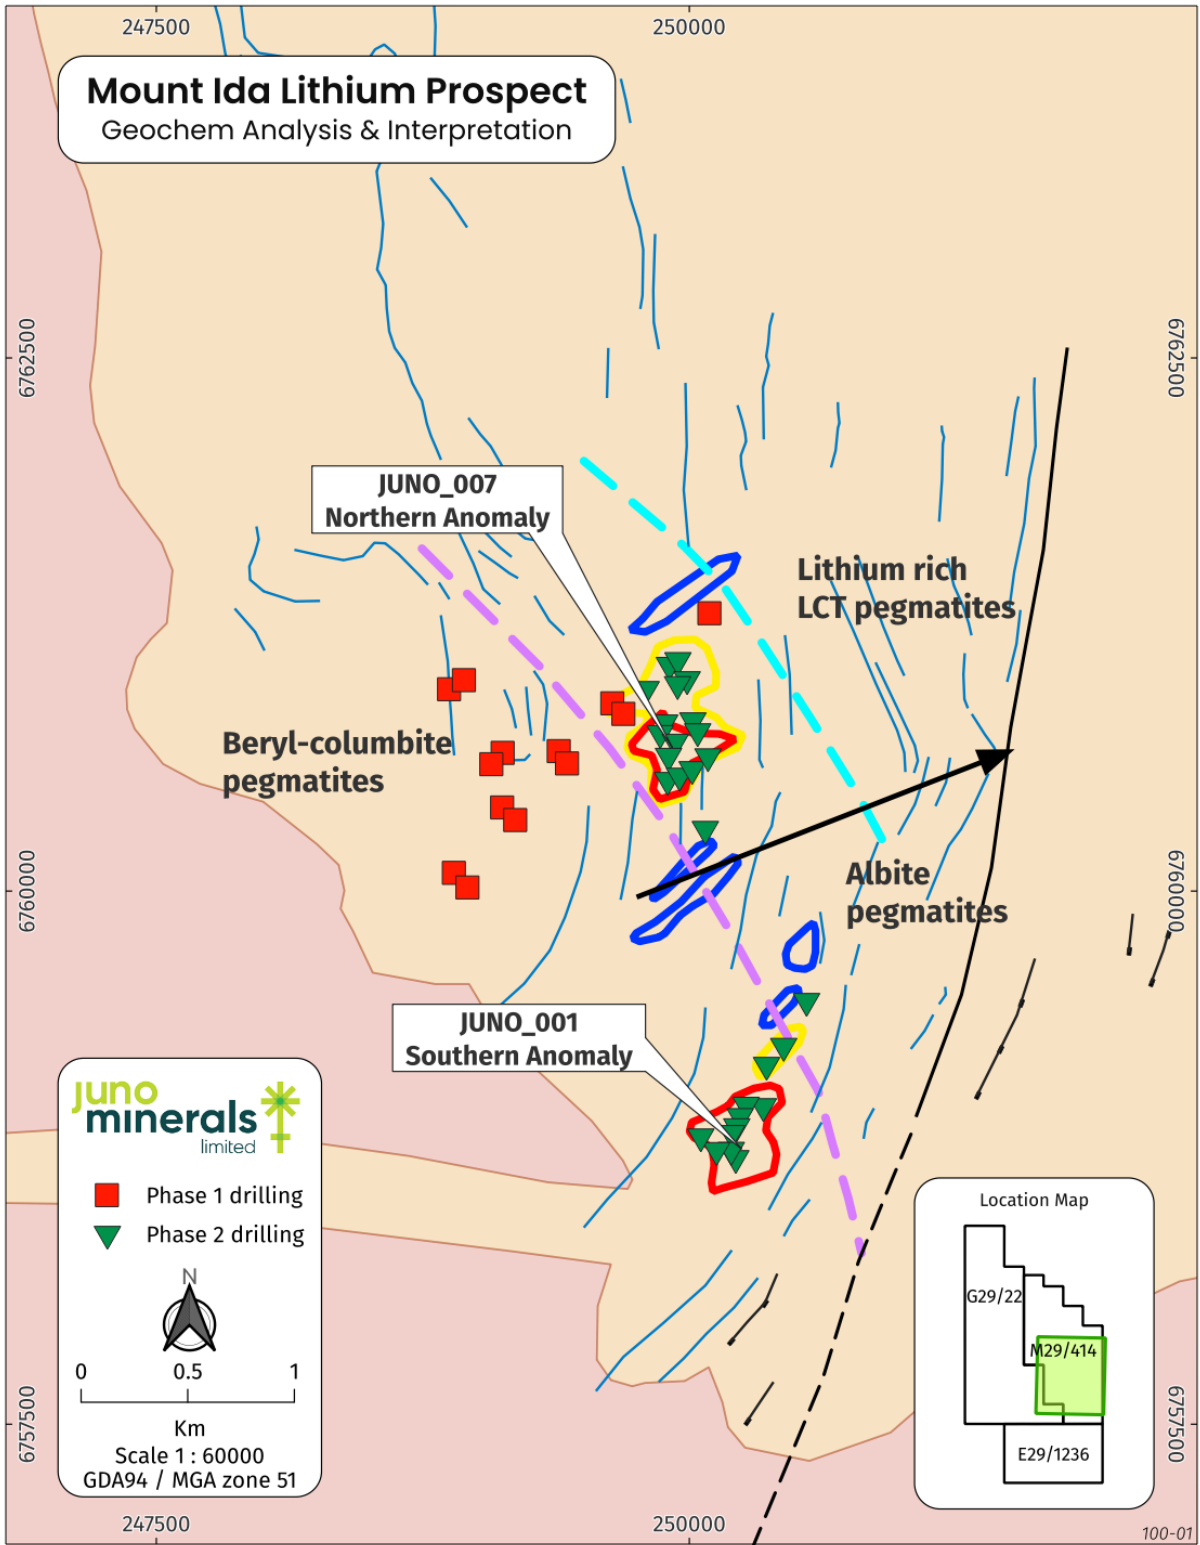 247500
250000
Mount Ida Lithium Prospect
Geochem Analysis & Interpretation
6762500
6762500
JUNO_007
Northern Anomaly
Lithium rich
LCT pegmatites
Beryl-columbite
pegmatites
6760000
6760000
Albite
pegmatites
JUNO_001
Southern Anomaly
juno
minerals
limited
Phase 1 drilling
Phase 2 drilling
N
0 0.5 1
Km
Scale 1 : 60000
GDA94 / MGA zone 51
Location Map
G29/22
M29/414
E29/1236
6757500
6757500
247500
250000
100-01